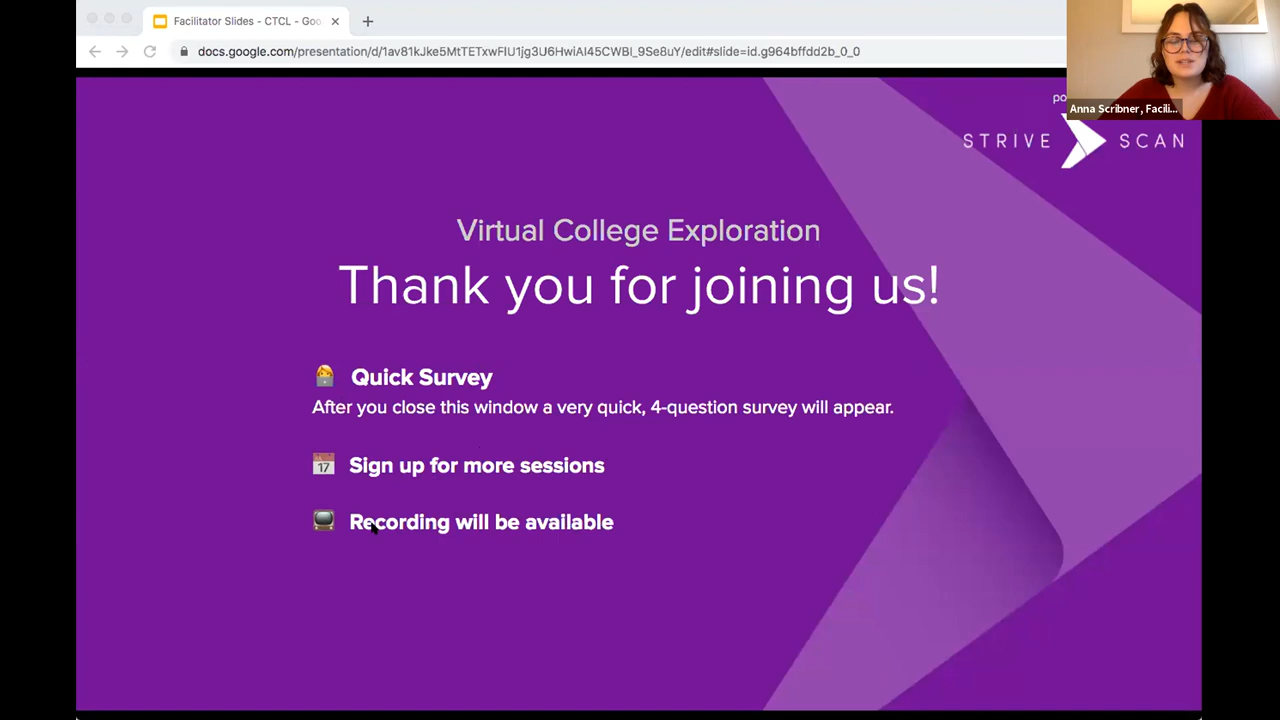 Facilitator Slides - CTCL - Goo
docs.google.com/presentation/d/1av81kJke5MtTETxwFlU1jg3U6HwiAI45CWBl_9Se8uY/edit#slide=id.g964bffdd2b_0_0
Anna Scribner, Facili...
STRIVE SCAN
Virtual College Exploration
Thank you for joining us!
Quick Survey
After you close this window a very quick, 4-question survey will appear.
17
Sign up for more sessions
Recording will be available